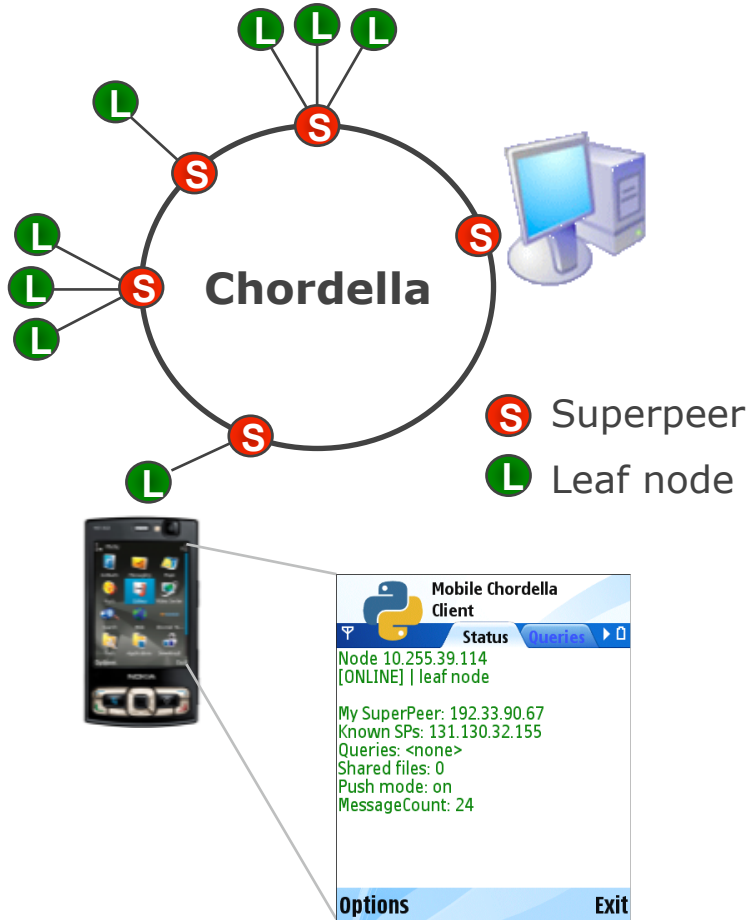 L
L
L
L
S
S
S
L
L
S
L
Chordella
S
L
S Superpeer
L Leaf node
NOKIA
Mobile Chordella
Client
Status Queries
Node 10.255.39.114
[ONLINE] | leaf node
My SuperPeer: 192.33.90.67
Known SPs: 131.130.32.155
Queries: <none>
Shared files: 0
Push mode: on
MessageCount: 24
Options Exit